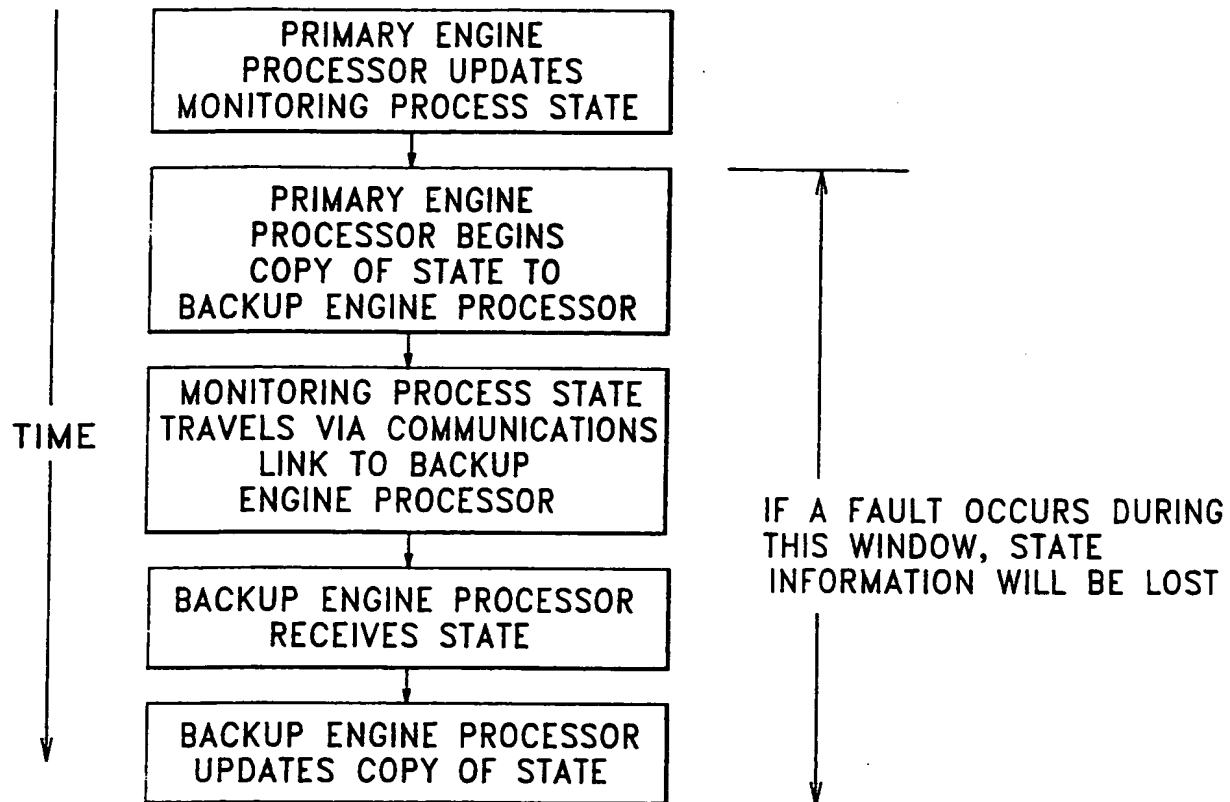 PRIMARY ENGINE
PROCESSOR UPDATES
MONITORING PROCESS STATE
PRIMARY ENGINE
PROCESSOR BEGINS
COPY OF STATE TO
BACKUP ENGINE PROCESSOR
MONITORING PROCESS STATE
TRAVELS VIA COMMUNICATIONS
LINK TO BACKUP
ENGINE PROCESSOR
BACKUP ENGINE PROCESSOR
RECEIVES STATE
BACKUP ENGINE PROCESSOR
UPDATES COPY OF STATE
TIME
IF A FAULT OCCURS DURING
THIS WINDOW, STATE
INFORMATION WILL BE LOST